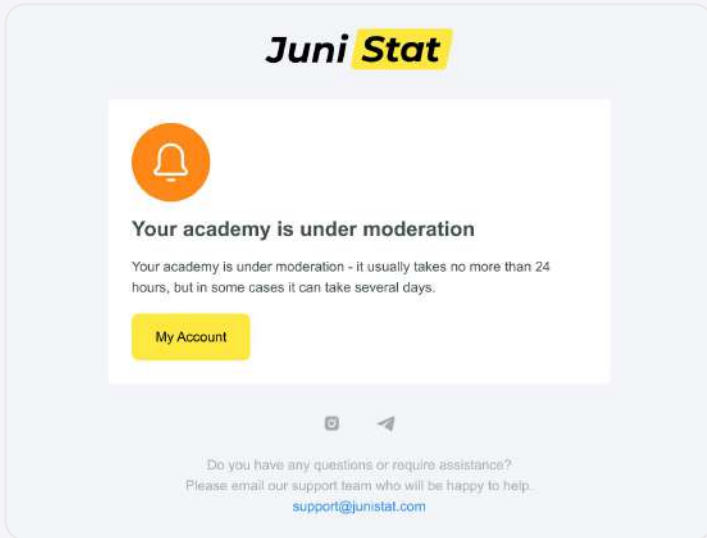 Juni Stat
Your academy is under moderation
Your academy is under moderation - it usually takes no more than 24
hours, but in some cases it can take several days.
My Account
Do you have any questions or require assistance?
Please email our support team who will be happy to help.
support@junistat.com